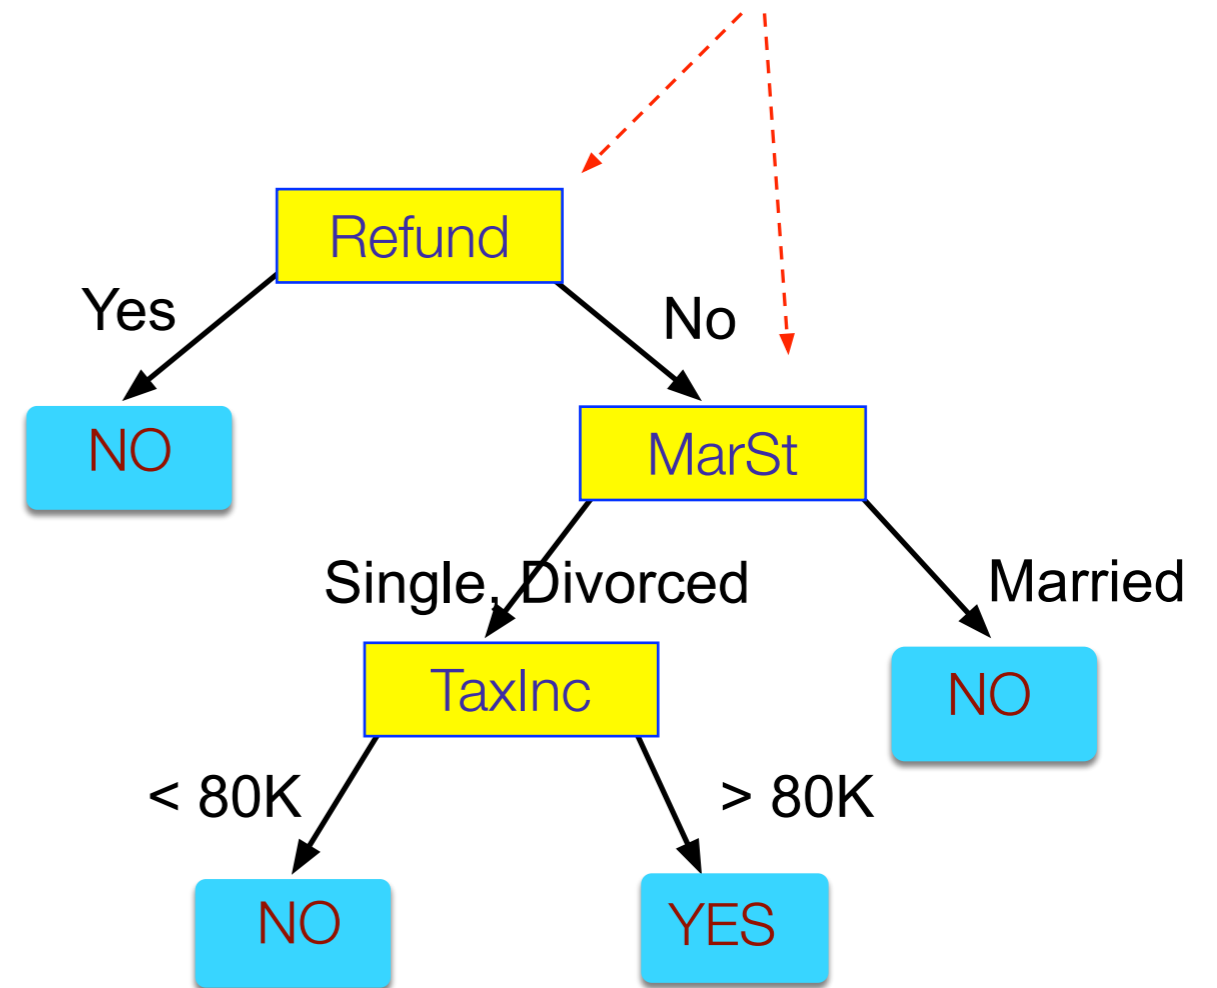 Refund
Yes
No
NO
MarSt
Single, Divorced
Married
TaxInc
NO
< 80K
> 80K
NO
YES